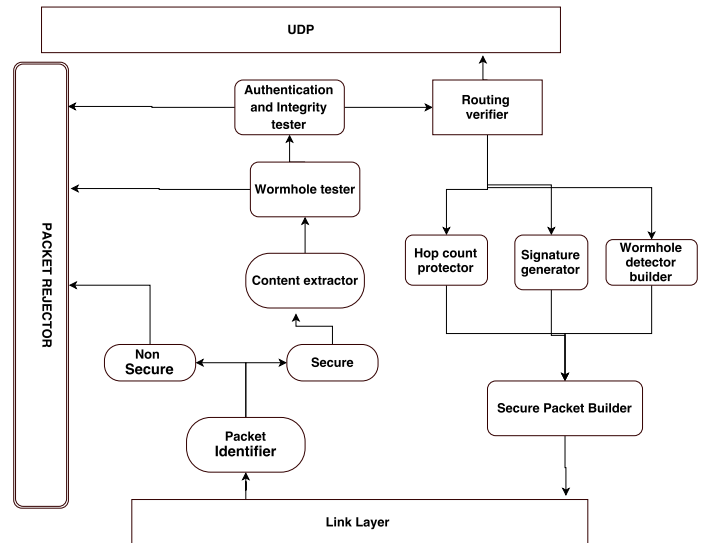 UDP
Authentication
and Integrity
tester
Routing
verifier
Wormhole tester
PACKET REJECTOR
Hop count
protector
Signature
generator
Wormhole
detector
builder
Content extractor
Non
Secure
Secure
Secure Packet Builder
Packet
Identifier
Link Layer